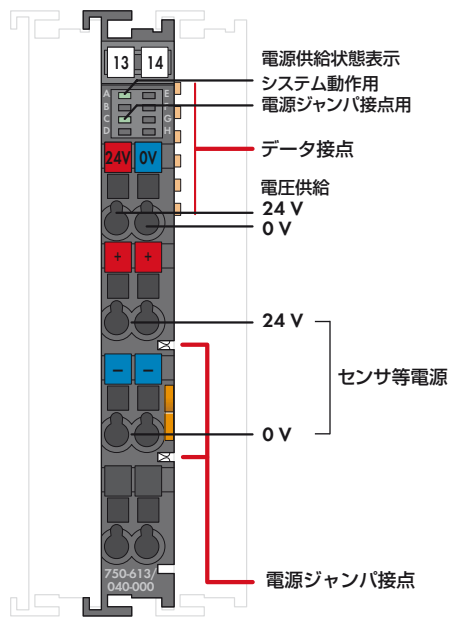 13 14
電源供給状態表示
システム動作用
電源ジャンパ接点用
A E
B F
C G
D H
データ接点
24V 0V
電圧供給
24 V
0 V
+ +
24 V
センサ等電源
– –
0 V
750-613/
040-000
電源ジャンパ接点